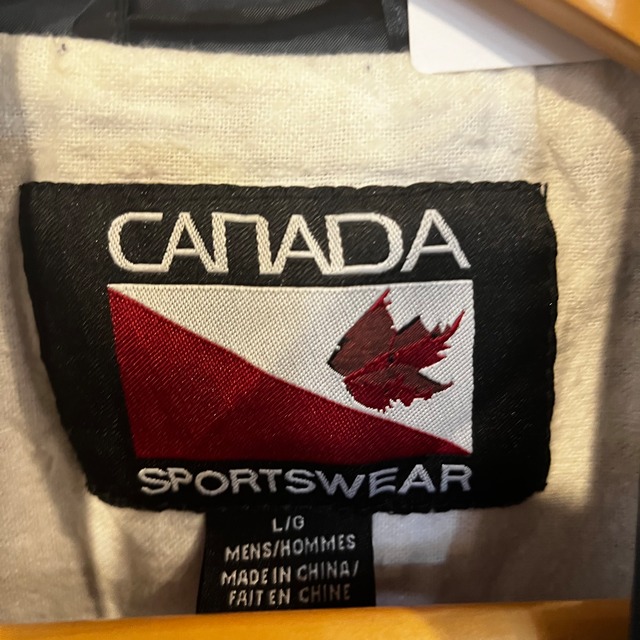 CANADA
SPORTSWEAR
L/G
MENS/HOMMES
MADE IN CHINA/
FAIT EN CHINE